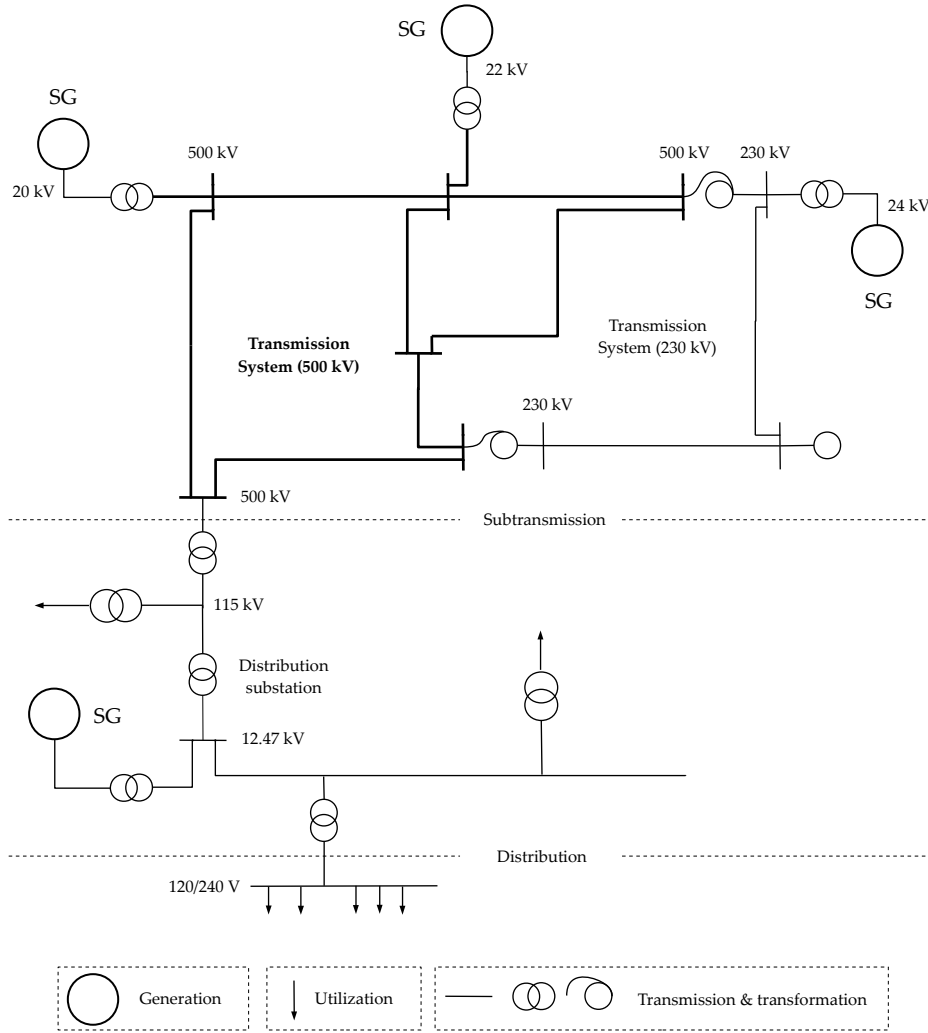 SG
22 kV
SG
500 kV
500 kV
230 kV
20 kV
24 kV
SG
Transmission
System (500 kV)
Transmission
System (230 kV)
230 kV
500 kV
Subtransmission
115 kV
Distribution
substation
SG
12.47 kV
Distribution
120/240 V
Generation
Utilization
Transmission & transformation